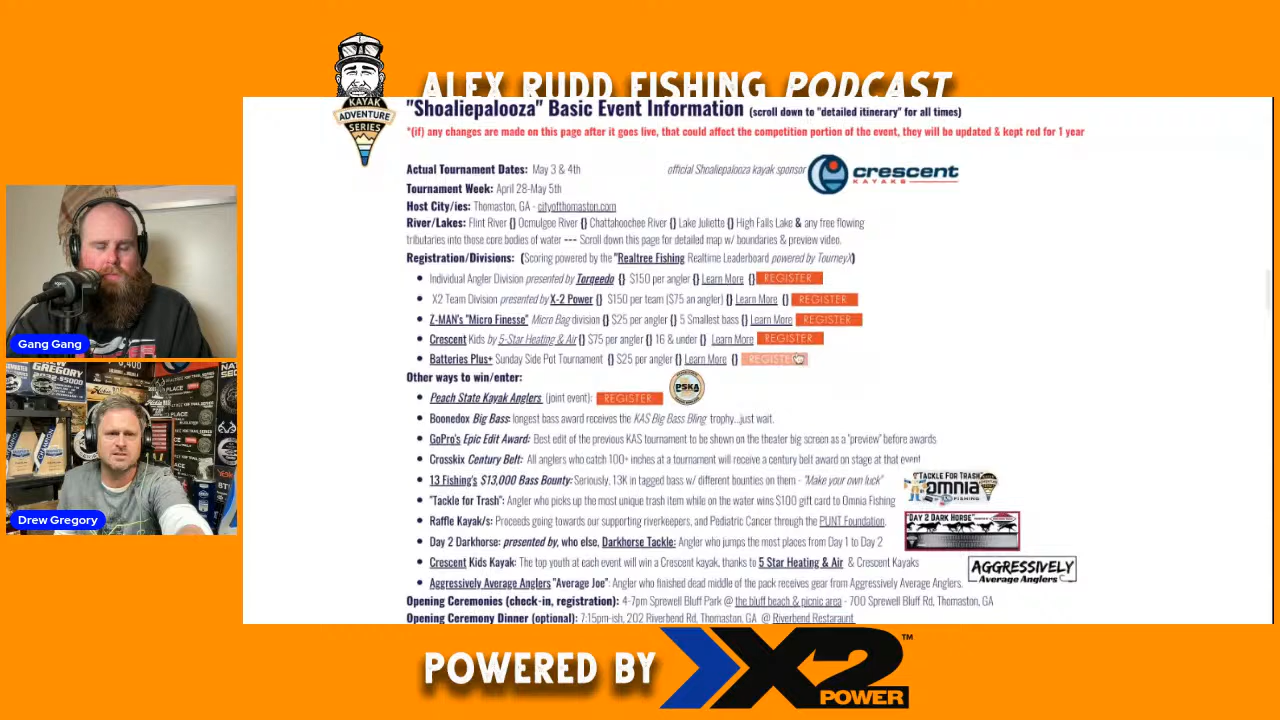 ALEX RUDD FISHING PODCAST
KAYAK
ADVENTURE
SERIES
"Shoaliepalooza" Basic Event Information (scroll down to "detailed itinerary" for all times)
*(if) any changes are made on this page after it goes live, that could affect the competition portion of the event, they will be updated & kept red for 1 year
Actual Tournament Dates: May 3 & 4th
official Shoaliepalooza kayak sponsor
crescent
KAYAKS
Tournament Week: April 28-May 5th
Host City/ies: Thomaston, GA - cityofthomaston.com
River/Lakes: Flint River {} Ocmulgee River {} Chattahoochee River {} Lake Juliette {} High Falls Lake & any free flowing
tributaries into those core bodies of water --- Scroll down this page for detailed map w/ boundaries & preview video.
Registration/Divisions: (Scoring powered by the "Realtree Fishing Realtime Leaderboard powered by TourneyX)
• Individual Angler Division presented by Torqeedo {} $150 per angler {} Learn More {} REGISTER
• X2 Team Division presented by X-2 Power {} $150 per team ($75 an angler) {} Learn More {} REGISTER
• Z-MAN's "Micro Finesse" Micro Bag division {} $25 per angler {} 5 Smallest bass {} Learn More REGISTER
• Crescent Kids by 5-Star Heating & Air {} $75 per angler {} 16 & under {} Learn More REGISTER
• Batteries Plus+ Sunday Side Pot Tournament {} $25 per angler {} Learn More {} REGISTER
Other ways to win/enter:
• Peach State Kayak Anglers (joint event): REGISTER
PSKA
• Boonedox Big Bass: longest bass award receives the KAS Big Bass Bling trophy...just wait.
• GoPro's Epic Edit Award: Best edit of the previous KAS tournament to be shown on the theater big screen as a "preview" before awards
• Crosskix Century Belt: All anglers who catch 100+ inches at a tournament will receive a century belt award on stage at that event
• 13 Fishing's $13,000 Bass Bounty: Seriously, 13K in tagged bass w/ different bounties on them - "Make your own luck"
• "Tackle for Trash": Angler who picks up the most unique trash item while on the water wins $100 gift card to Omnia Fishing
"TACKLE FOR TRASH"
OMNIA
FISHING
• Raffle Kayak/s: Proceeds going towards our supporting riverkeepers, and Pediatric Cancer through the PUNT Foundation.
"DAY 2 DARK HORSE"
• Day 2 Darkhorse: presented by, who else, Darkhorse Tackle: Angler who jumps the most places from Day 1 to Day 2
• Crescent Kids Kayak: The top youth at each event will win a Crescent kayak, thanks to 5 Star Heating & Air & Crescent Kayaks
AGGRESSIVELY
Average Anglers
• Aggressively Average Anglers "Average Joe": Angler who finished dead middle of the pack receives gear from Aggressively Average Anglers.
Opening Ceremonies (check-in, registration): 4-7pm Sprewell Bluff Park @ the bluff beach & picnic area - 700 Sprewell Bluff Rd, Thomaston, GA
Opening Ceremony Dinner (optional): 7:15pm-ish, 202 Riverbend Rd, Thomaston, GA @ Riverbend Restaraunt
Gang Gang
GREGORY
Drew Gregory
POWERED BY X2
POWER
TM